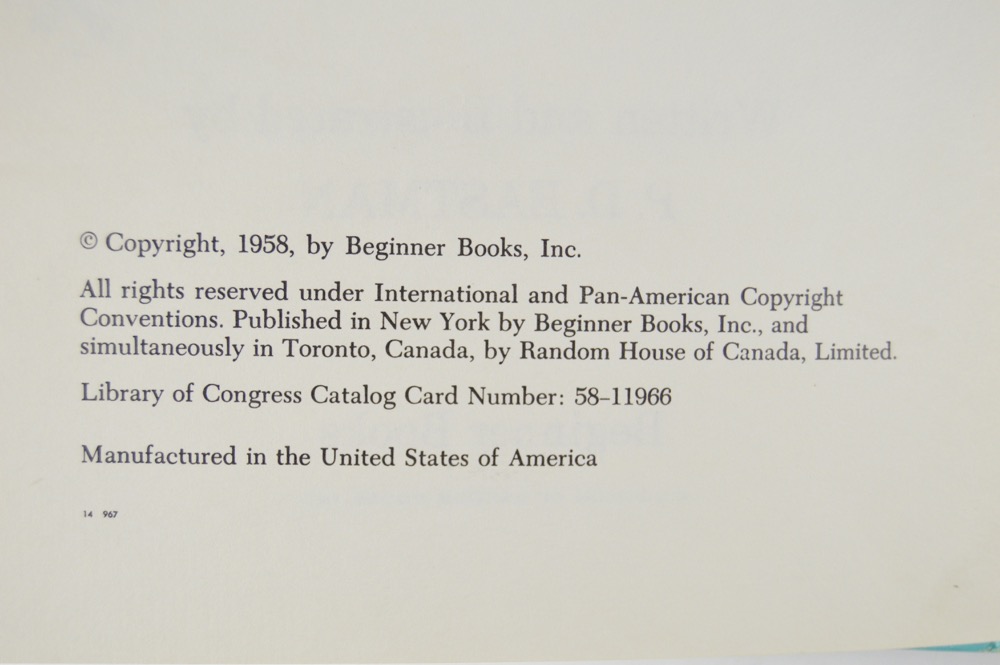 © Copyright, 1958, by Beginner Books, Inc.
All rights reserved under International and Pan-American Copyright
Conventions. Published in New York by Beginner Books, Inc., and
simultaneously in Toronto, Canada, by Random House of Canada, Limited.
Library of Congress Catalog Card Number: 58-11966
Manufactured in the United States of America
14 967